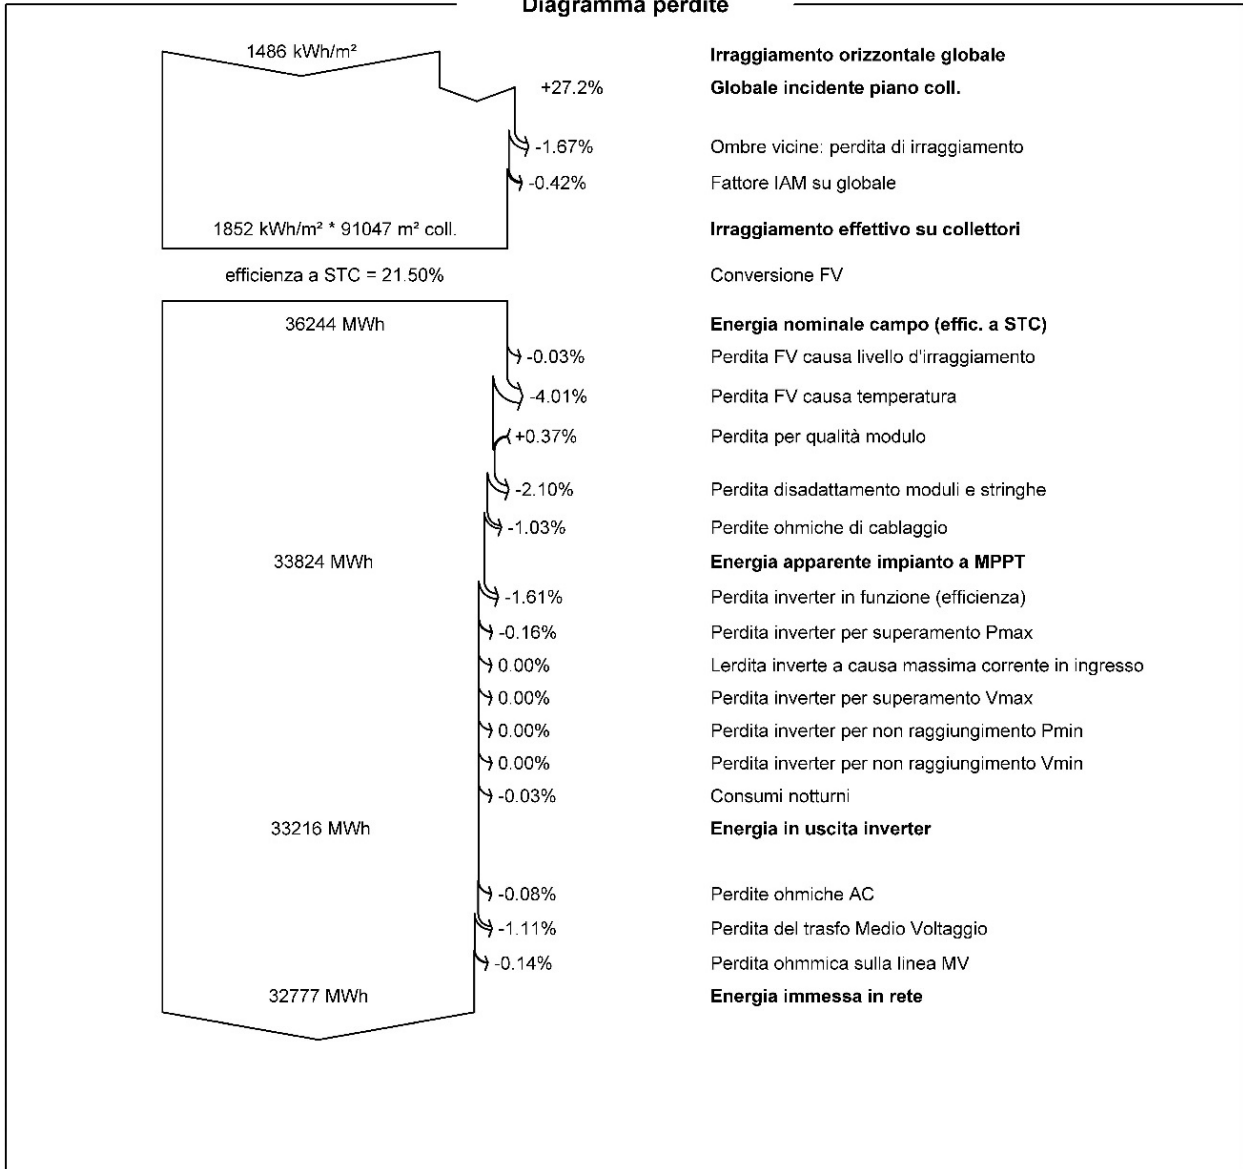 Diagramma perdite
1486 kWh/m² Irraggiamento orizzontale globale
+27.2% Globale incidente piano coll.
-1.67% Ombre vicine: perdita di irraggiamento
-0.42% Fattore IAM su globale
1852 kWh/m² * 91047 m² coll. Irraggiamento effettivo su collettori
efficienza a STC = 21.50% Conversione FV
36244 MWh Energia nominale campo (effic. a STC)
-0.03% Perdita FV causa livello d'irraggiamento
-4.01% Perdita FV causa temperatura
+0.37% Perdita per qualità modulo
-2.10% Perdita disadattamento moduli e stringhe
-1.03% Perdite ohmiche di cablaggio
33824 MWh Energia apparente impianto a MPPT
-1.61% Perdita inverter in funzione (efficienza)
-0.16% Perdita inverter per superamento Pmax
0.00% Lerdita inverte a causa massima corrente in ingresso
0.00% Perdita inverter per superamento Vmax
0.00% Perdita inverter per non raggiungimento Pmin
0.00% Perdita inverter per non raggiungimento Vmin
-0.03% Consumi notturni
33216 MWh Energia in uscita inverter
-0.08% Perdite ohmiche AC
-1.11% Perdita del trasfo Medio Voltaggio
-0.14% Perdita ohmmica sulla linea MV
32777 MWh Energia immessa in rete